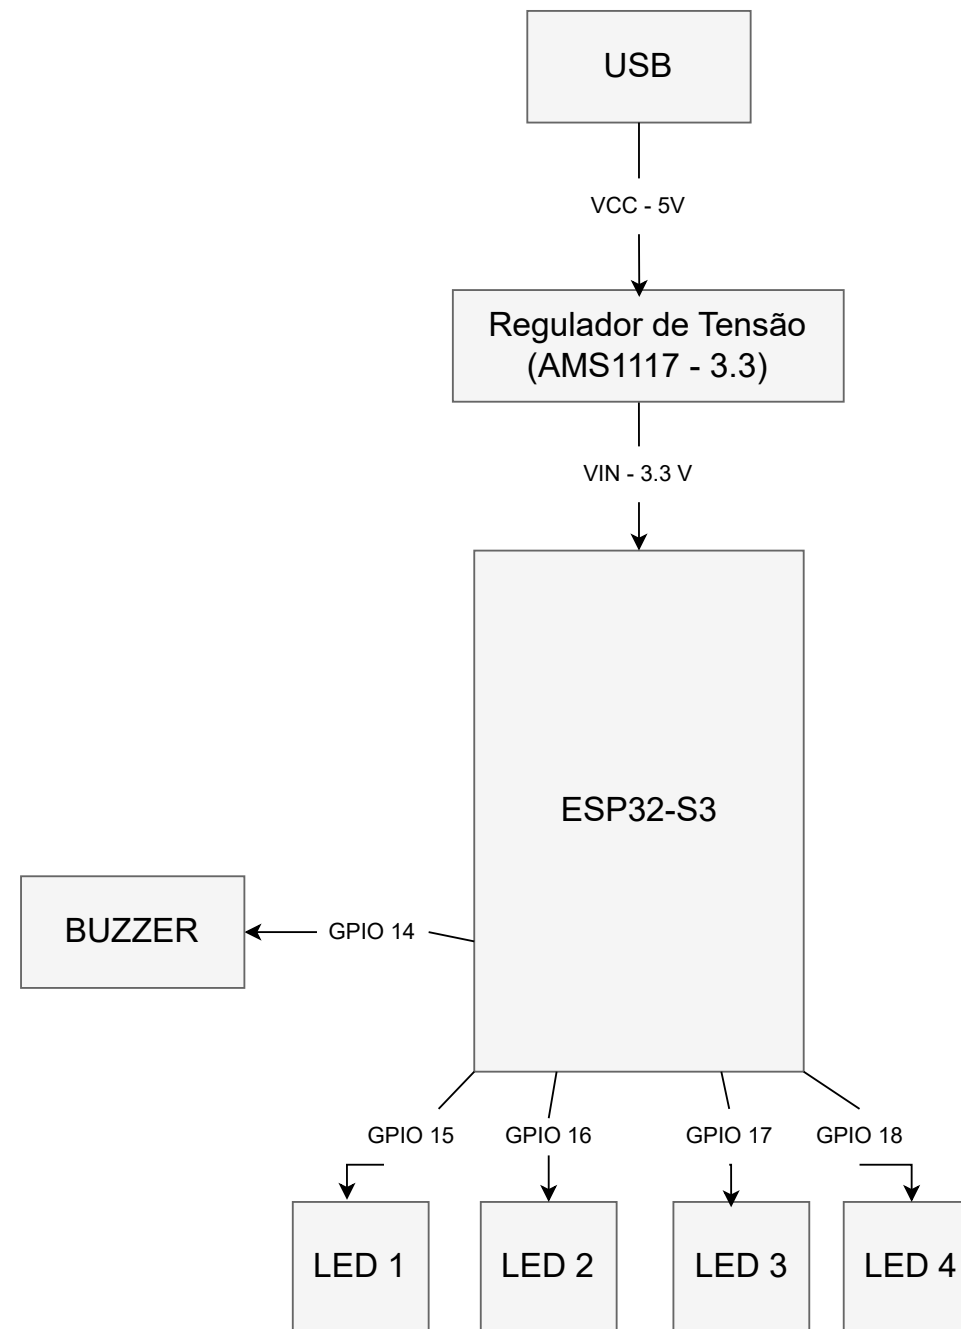 USB
VCC - 5V
Regulador de Tensão
(AMS1117 - 3.3)
VIN - 3.3 V
ESP32-S3
BUZZER
GPIO 14
GPIO 15
GPIO 16
GPIO 17
GPIO 18
LED 1
LED 2
LED 3
LED 4